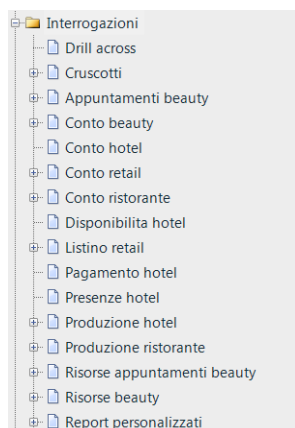 Interrogazioni
Drill across
Cruscotti
Appuntamenti beauty
Conto beauty
Conto hotel
Conto retail
Conto ristorante
Disponibilita hotel
Listino retail
Pagamento hotel
Presenze hotel
Produzione hotel
Produzione ristorante
Risorse appuntamenti beauty
Risorse beauty
Report personalizzati